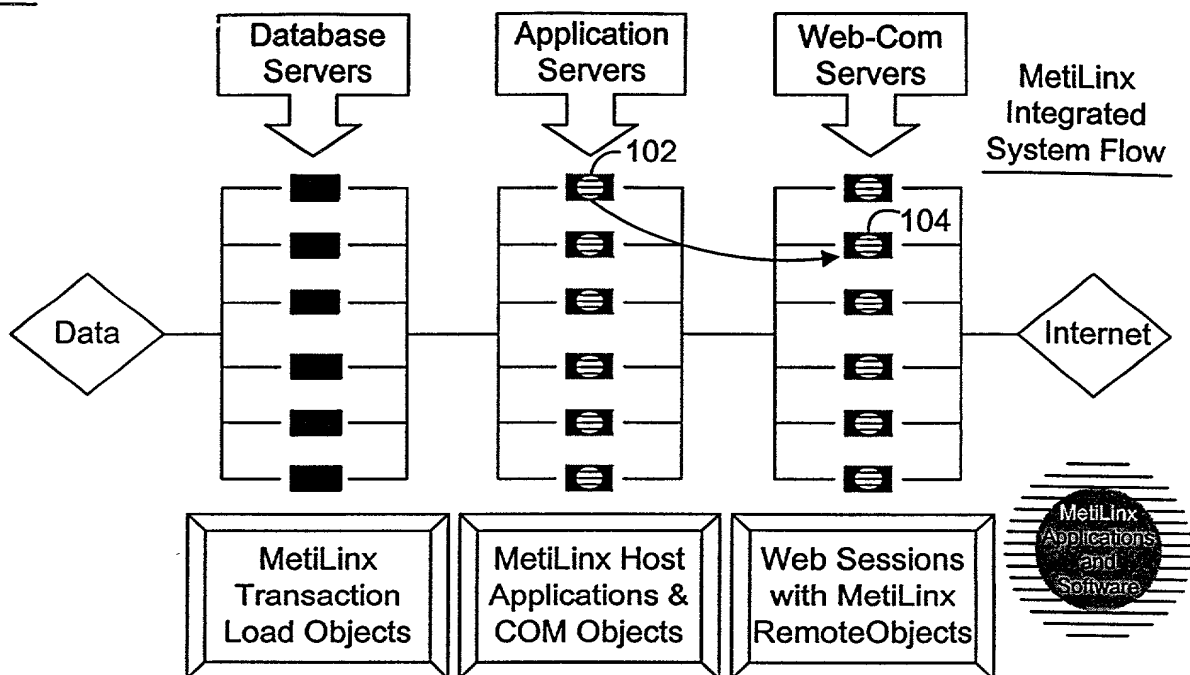 Database
Servers
Application
Servers
Web-Com
Servers
MetiLinx
Integrated
System Flow
102
104
Data
Internet
MetiLinx
Transaction
Load Objects
MetiLinx Host
Applications &
COM Objects
Web Sessions
with MetiLinx
RemoteObjects
MetiLinx
Applications
and
Software